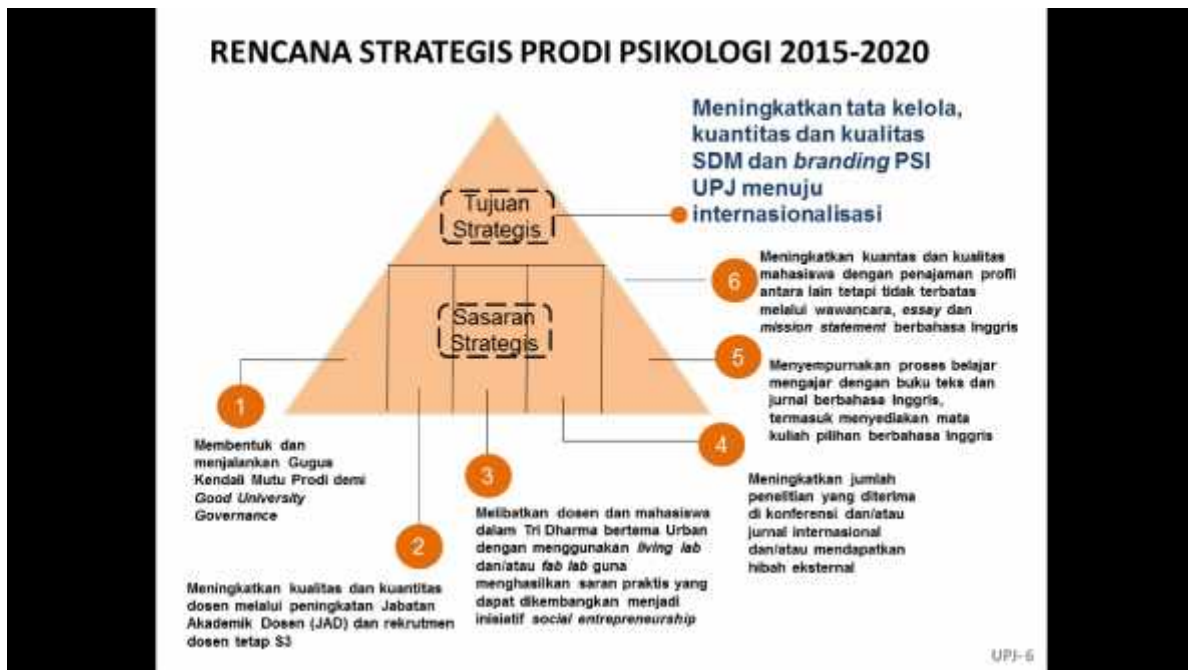 RENCANA STRATEGIS PRODI PSIKOLOGI 2015-2020
Meningkatkan tata kelola,
kuantitas dan kualitas
SDM dan branding PSI
UPJ menuju
internasionalisasi
Tujuan
Strategis
Sasaran
Strategis
1
Membentuk dan
menjalankan Gugus
Kendali Mutu Prodi demi
Good University
Governance
2
Meningkatkan kualitas dan kuantitas
dosen melalui peningkatan Jabatan
Akademik Dosen (JAD) dan rekrutmen
dosen tetap S3
3
Melibatkan dosen dan mahasiswa
dalam Tri Dharma bertema Urban
dengan menggunakan living lab
dan/atau fab lab guna
menghasilkan saran praktis yang
dapat dikembangkan menjadi
inisiatif social entrepreneurship
4
Meningkatkan jumlah
penelitian yang diterima
di konferensi dan/atau
jurnal internasional
dan/atau mendapatkan
hibah eksternal
5
Menyempurnakan proses belajar
mengajar dengan buku teks dan
jurnal berbahasa Inggris,
termasuk menyediakan mata
kuliah pilihan berbahasa Inggris
6
Meningkatkan kuantas dan kualitas
mahasiswa dengan penajaman profil
antara lain tetapi tidak terbatas
melalui wawancara, essay dan
mission statement berbahasa Inggris
UPJ-6